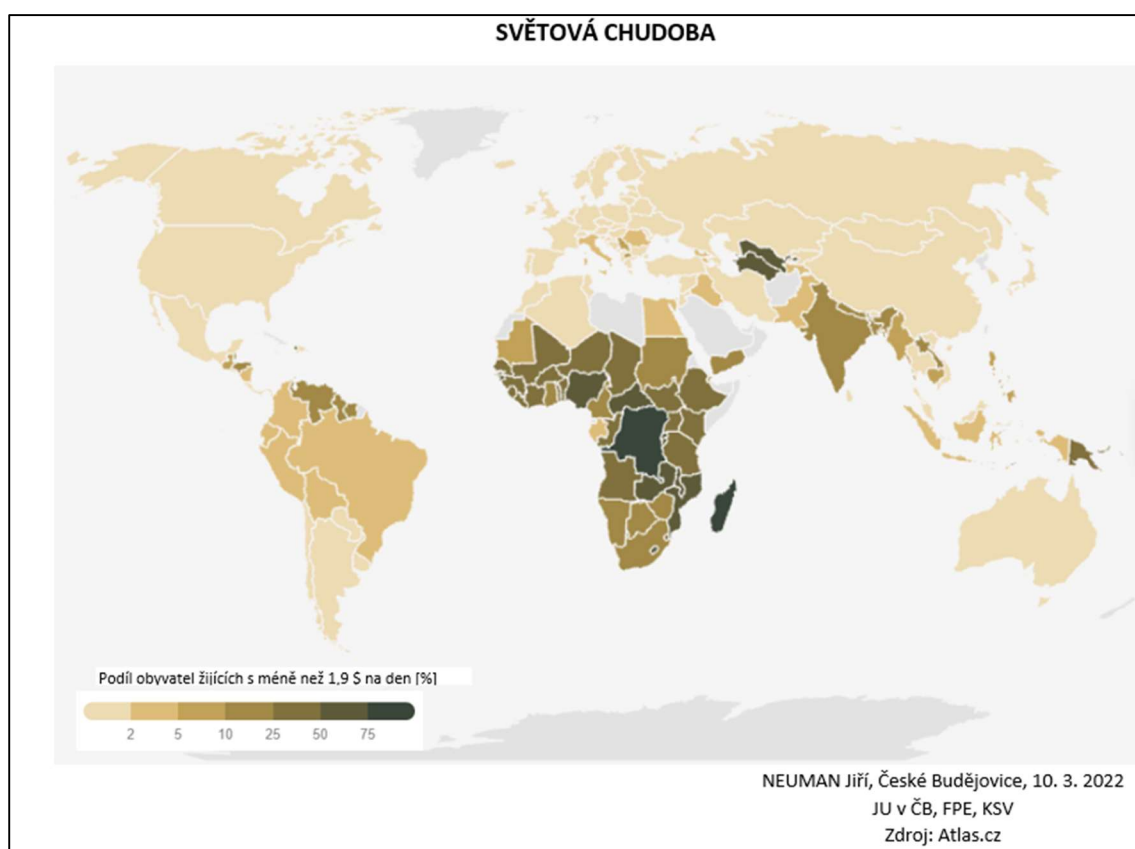 SVĚTOVÁ CHUDOBA
Podíl obyvatel žijících s méně než 1,9 $ na den [%]
2 5 10 25 50 75
NEUMAN Jiří, České Budějovice, 10. 3. 2022
JU v ČB, FPE, KSV
Zdroj: Atlas.cz